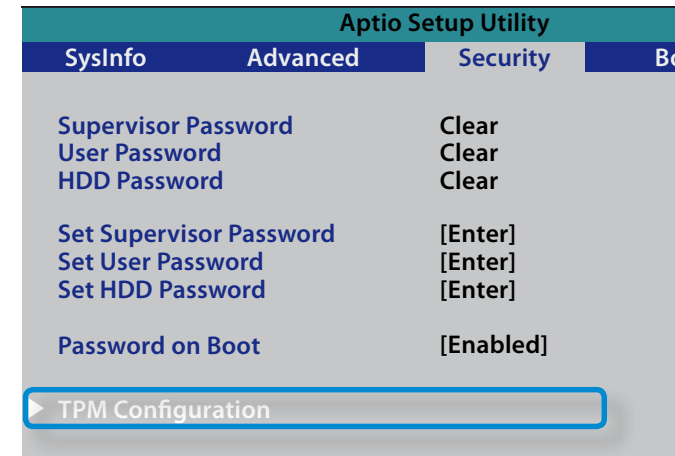 Aptio Setup Utility
SysInfo Advanced Security
Supervisor Password Clear
User Password Clear
HDD Password Clear
Set Supervisor Password [Enter]
Set User Password [Enter]
Set HDD Password [Enter]
Password on Boot [Enabled]
TPM Configuration